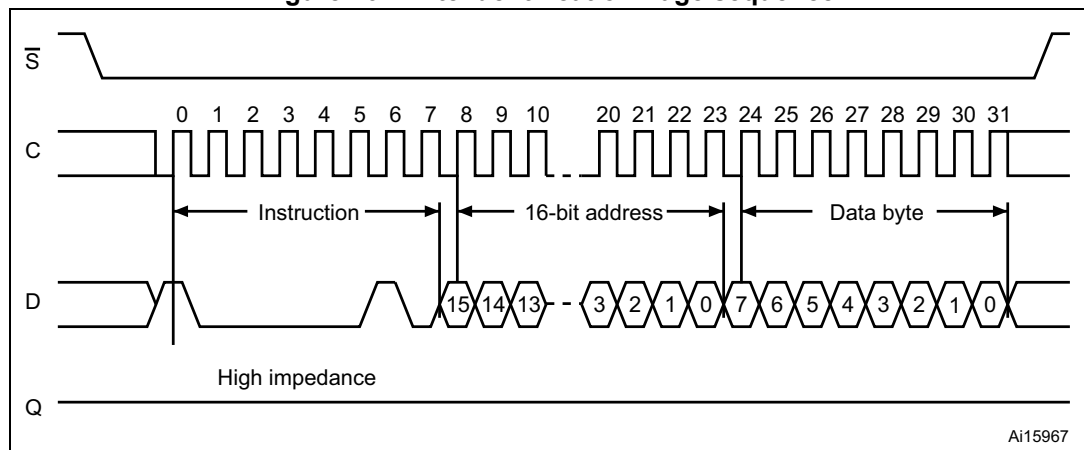 S
0 1 2 3 4 5 6 7 8 9 10 20 21 22 23 24 25 26 27 28 29 30 31
C
Instruction 16-bit address Data byte
D 15 14 13 3 2 1 0 7 6 5 4 3 2 1 0
High impedance
Q
Ai15967